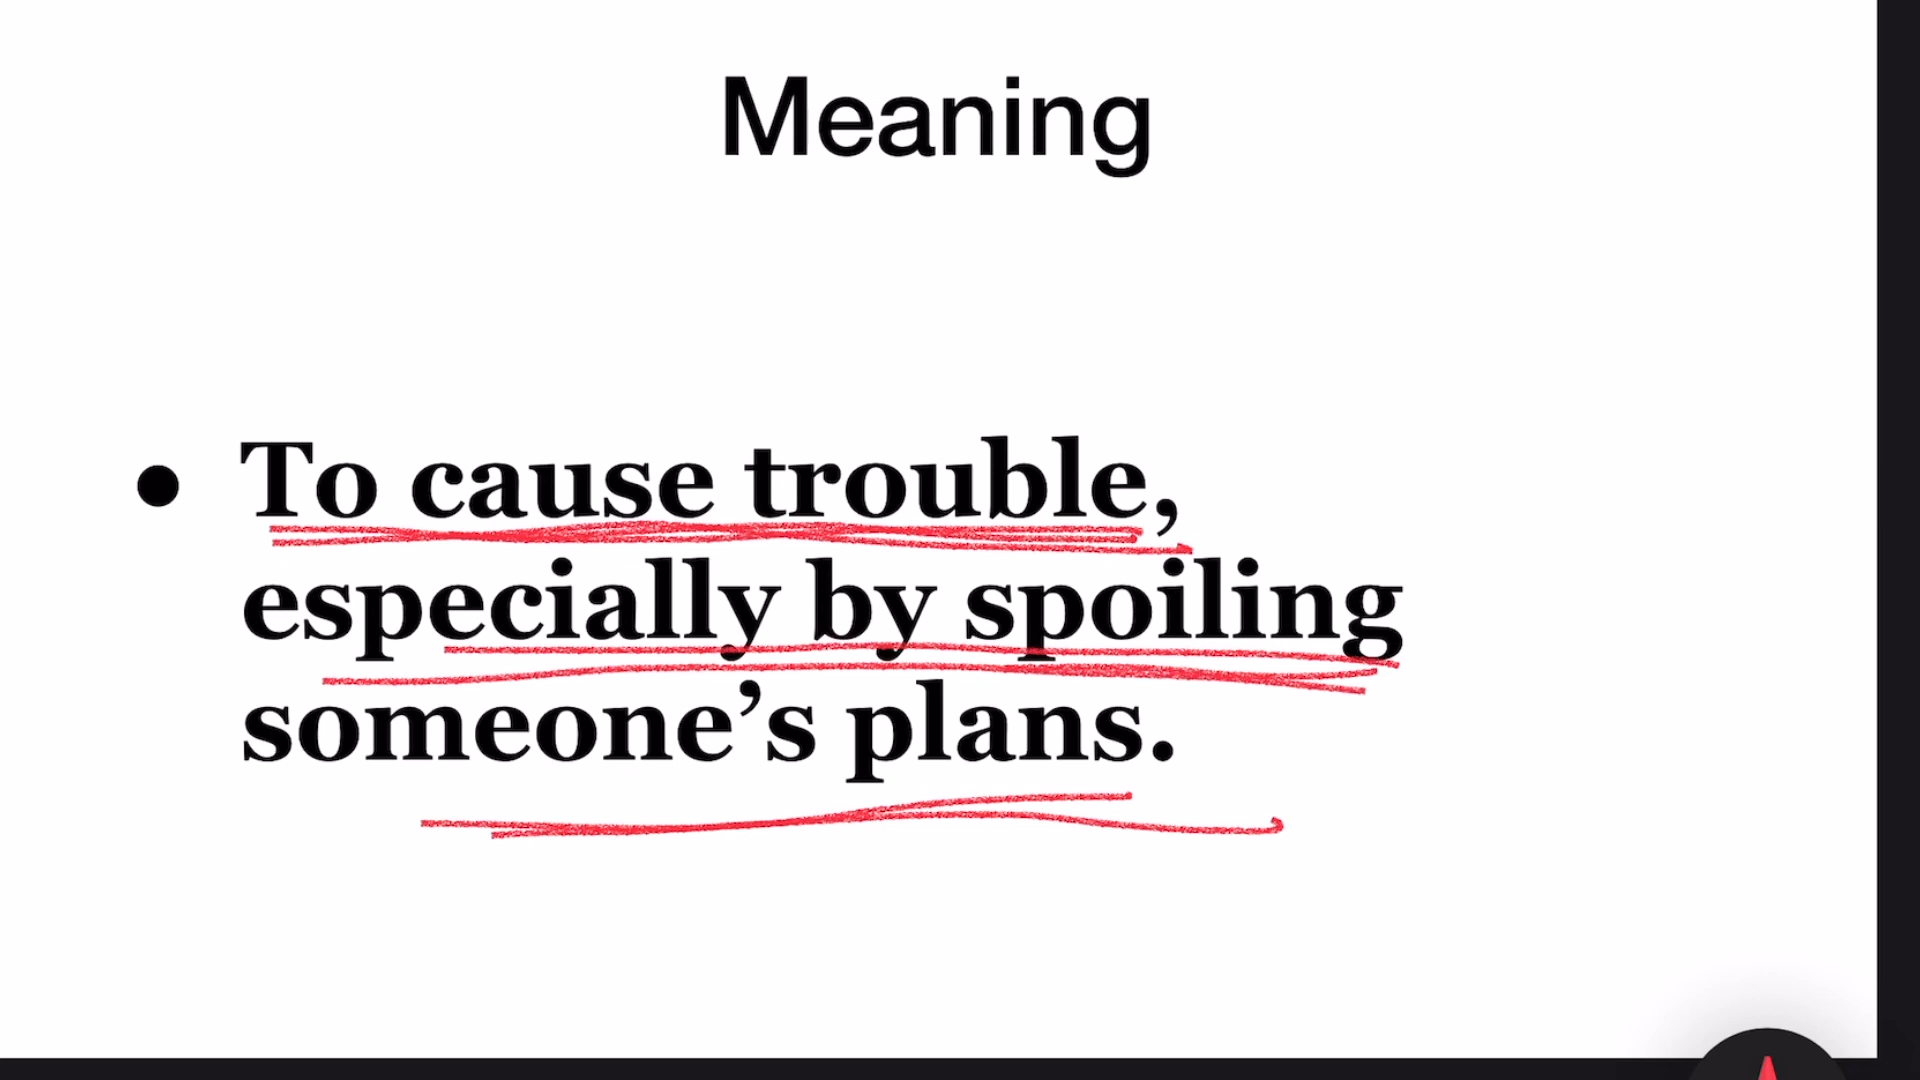 Meaning
• To cause trouble,
especially by spoiling
someone’s plans.